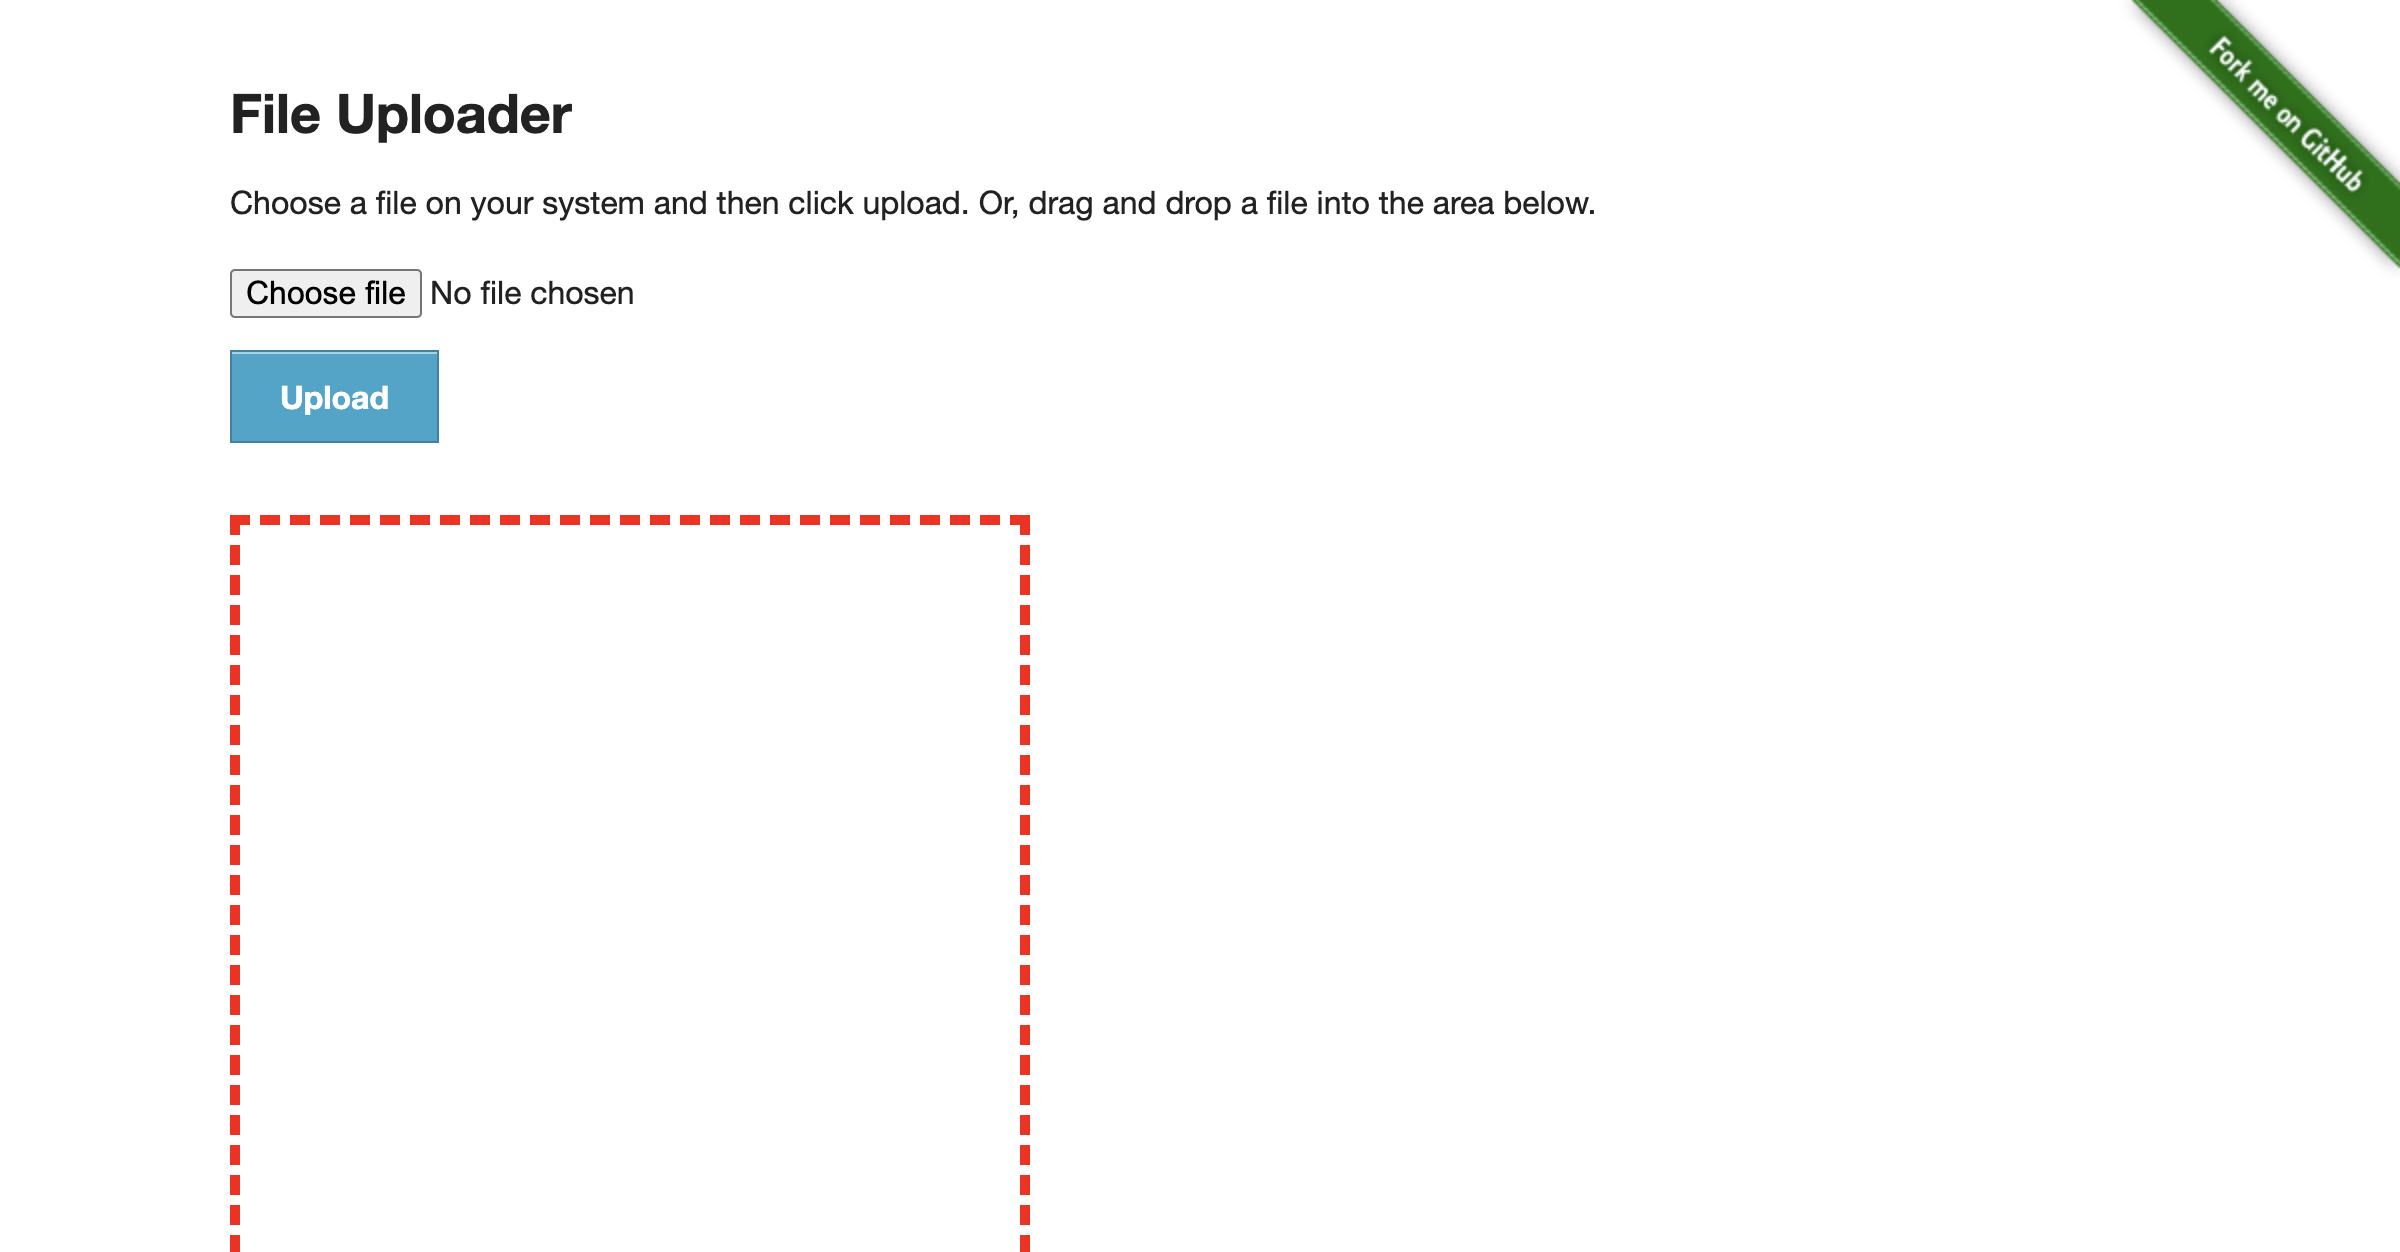 File Uploader
Choose a file on your system and then click upload. Or, drag and drop a file into the area below.
Choose file No file chosen
Upload
Fork me on GitHub